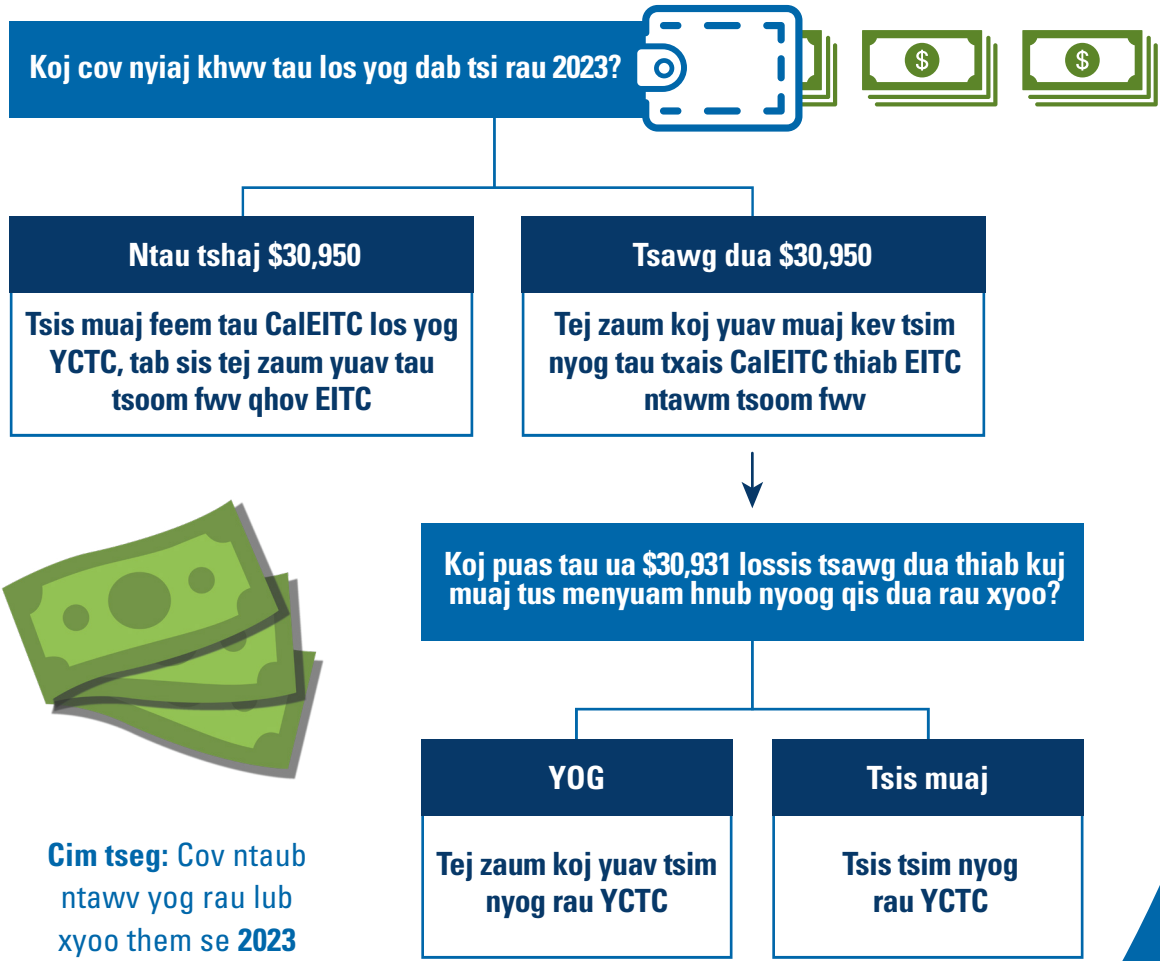 Koj cov nyiaj khwv tau los yog dab tsi rau 2023?
$
$
Ntau tshaj $30,950
Tsis muaj feem tau CalEITC los yog
YCTC, tab sis tej zaum yuav tau
tsoom fwv qhov EITC
Tsawg dua $30,950
Tej zaum koj yuav muaj kev tsim
nyog tau txais CalEITC thiab EITC
ntawm tsoom fwv
Koj puas tau ua $30,931 lossis tsawg dua thiab kuj
muaj tus menyuam hnub nyoog qis dua rau xyoo?
YOG
Tej zaum koj yuav tsim
nyog rau YCTC
Tsis muaj
Tsis tsim nyog
rau YCTC
Cim tseg: Cov ntaub
ntawv yog rau lub
xyoo them se 2023